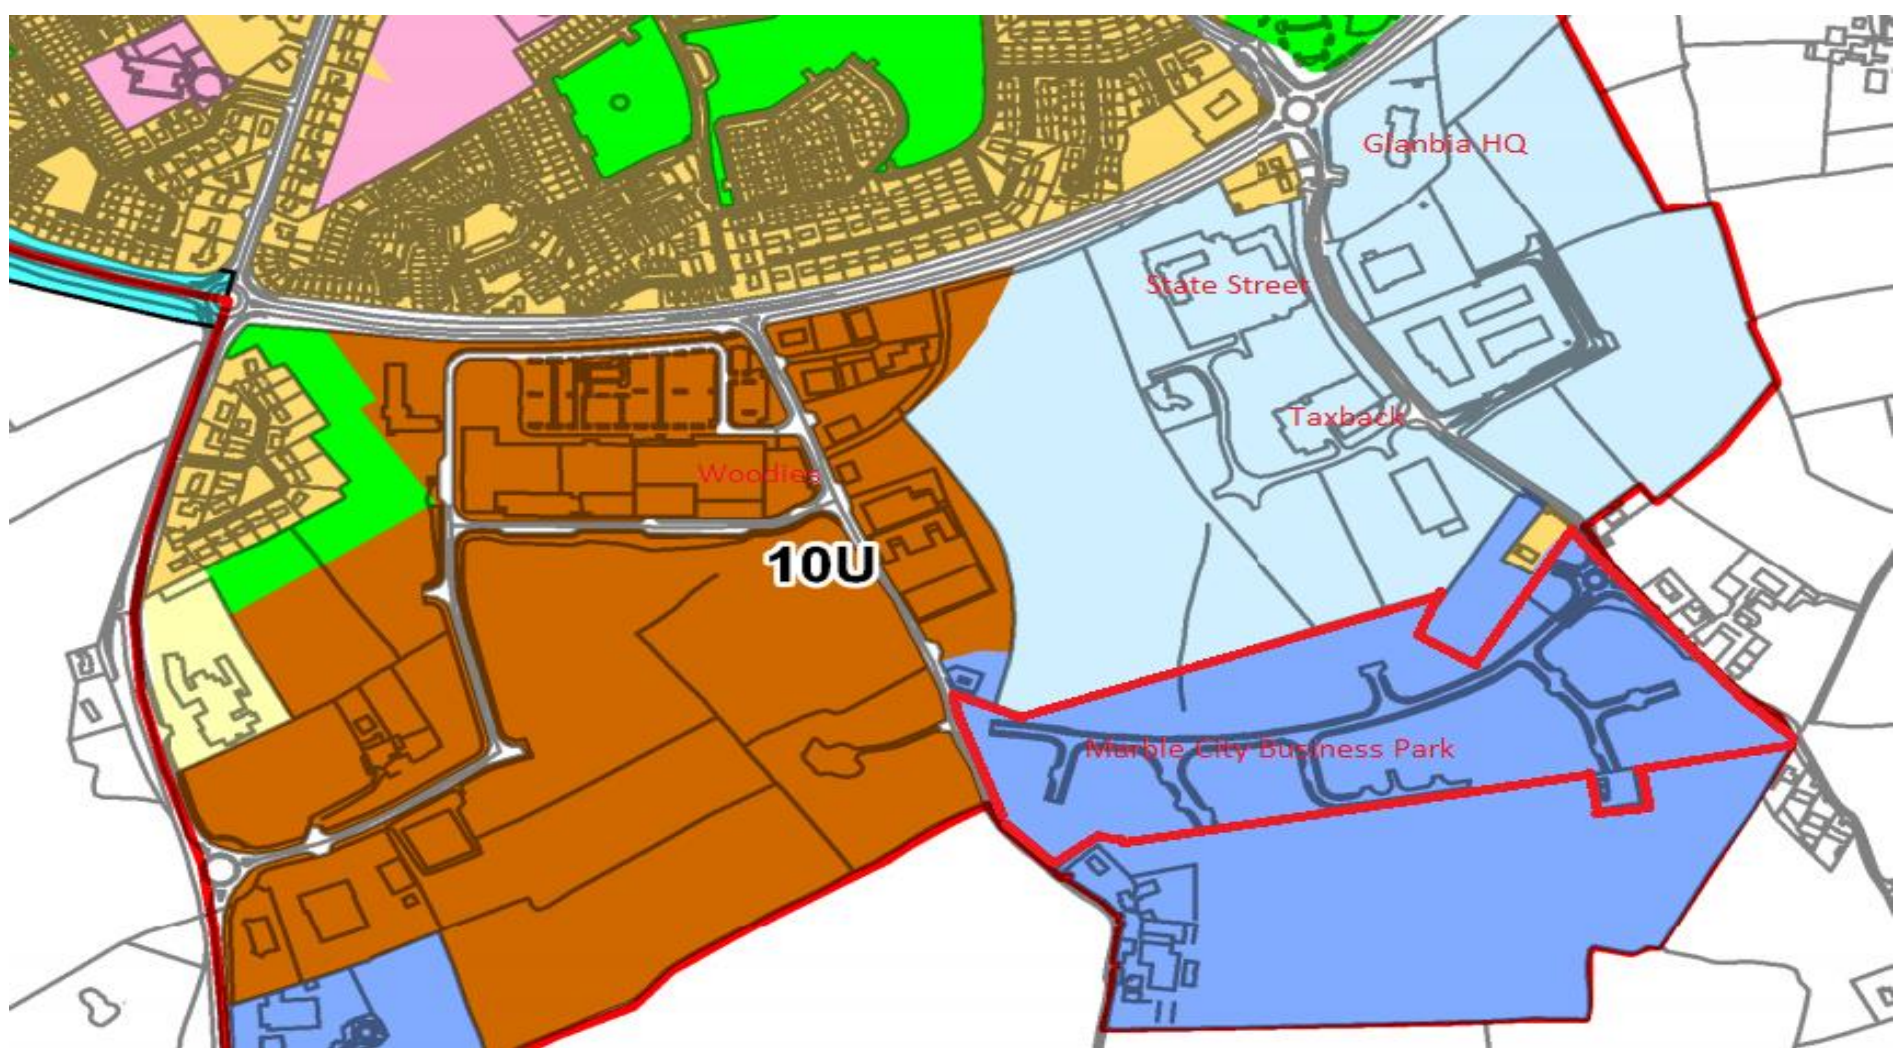 Glanbia HQ
State Street
Taxback
Woodies
10U
Marble City Business Park